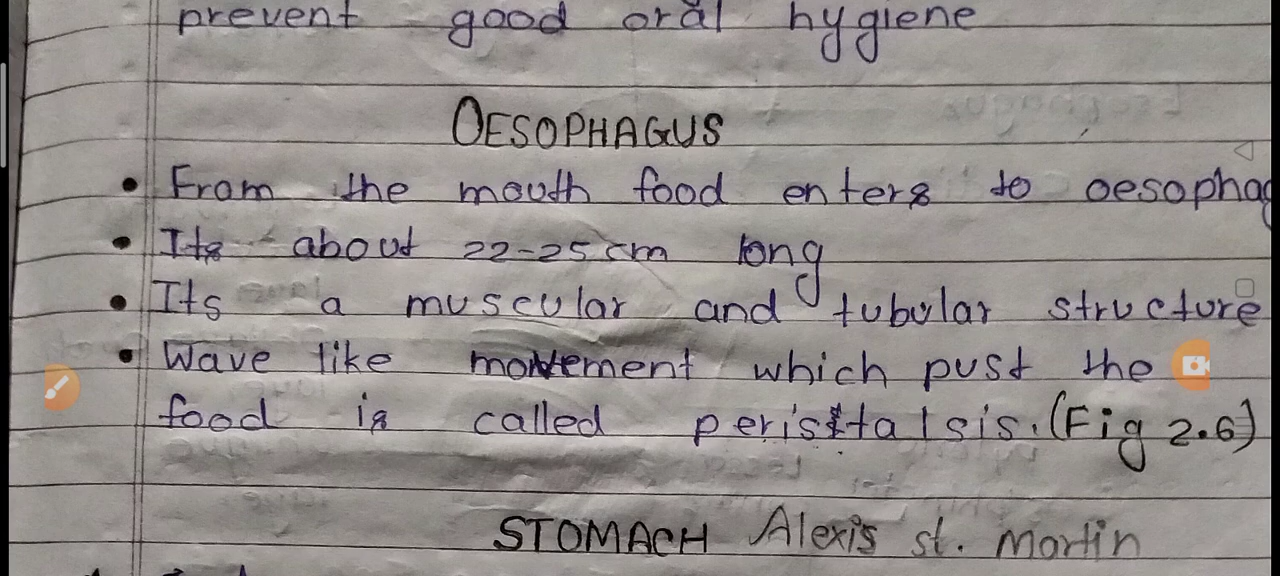 prevent good oral hygiene
OESOPHAGUS
• From the mouth food enters to oesophag
• Its about 22-25 cm long
• Its a muscular and tubular structure
• Wave like movement which pust the
food is called peristalsis. (Fig 2.6)
STOMACH Alexis st. Martin